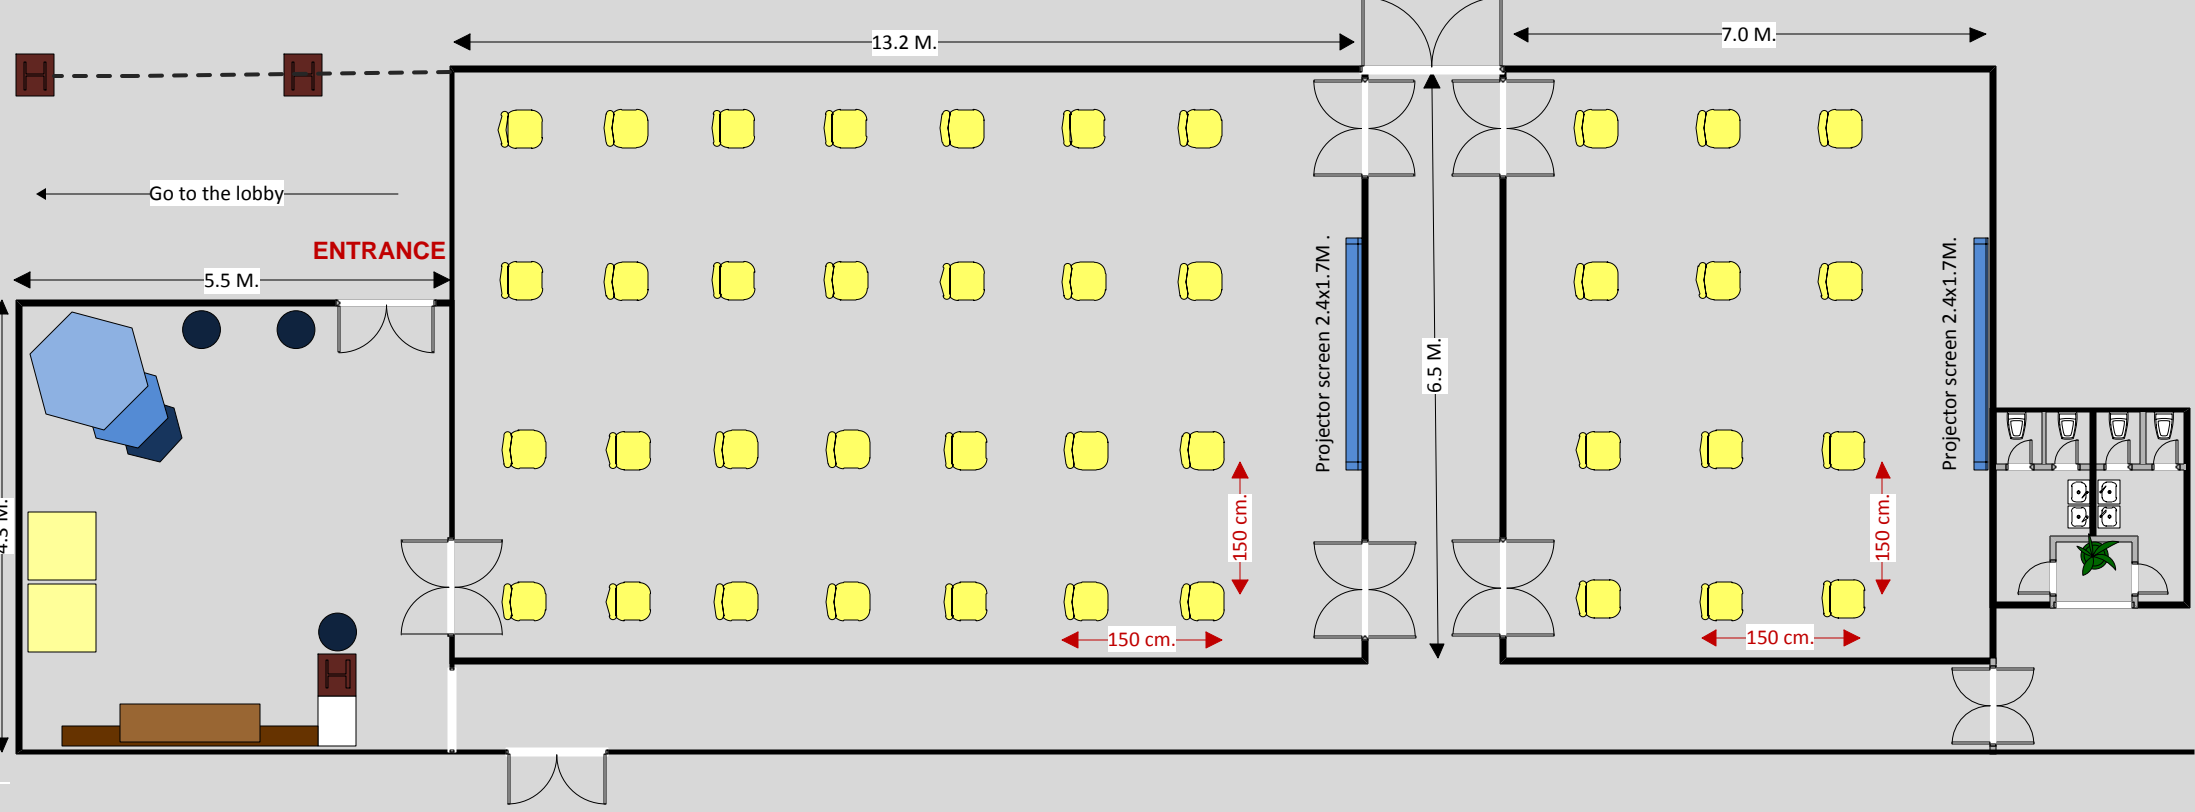 13.2 M.
7.0 M.
H
H
Go to the lobby
ENTRANCE
5.5 M.
Projector screen 2.4x1.7M .
6.5 M.
Projector screen 2.4x1.7M.
150 cm.
150 cm.
150 cm.
150 cm.
H